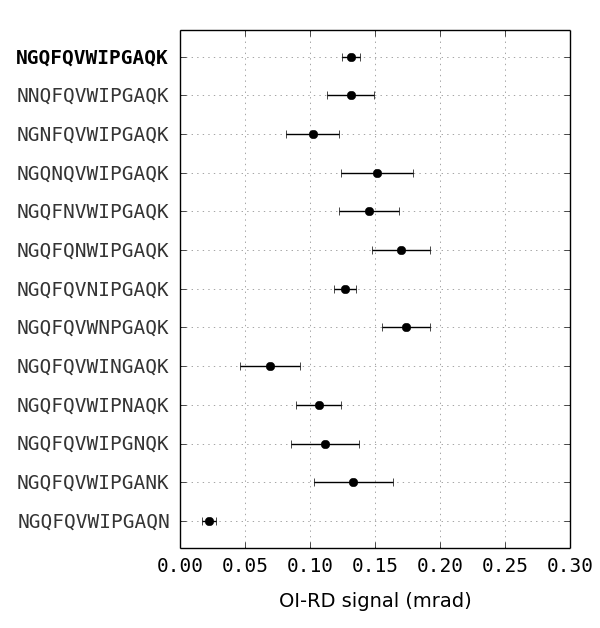 NGQFQVWIPGAQK
NNQFQVWIPGAQK
NGNFQVWIPGAQK
NGQNQVWIPGAQK
NGQFNVWIPGAQK
NGQFQNWIPGAQK
NGQFQVNIPGAQK
NGQFQVWNPGAQK
NGQFQVWINGAQK
NGQFQVWIPNAQK
NGQFQVWIPGNQK
NGQFQVWIPGANK
NGQFQVWIPGAQN
0.00 0.05 0.10 0.15 0.20 0.25 0.30
OI-RD signal (mrad)